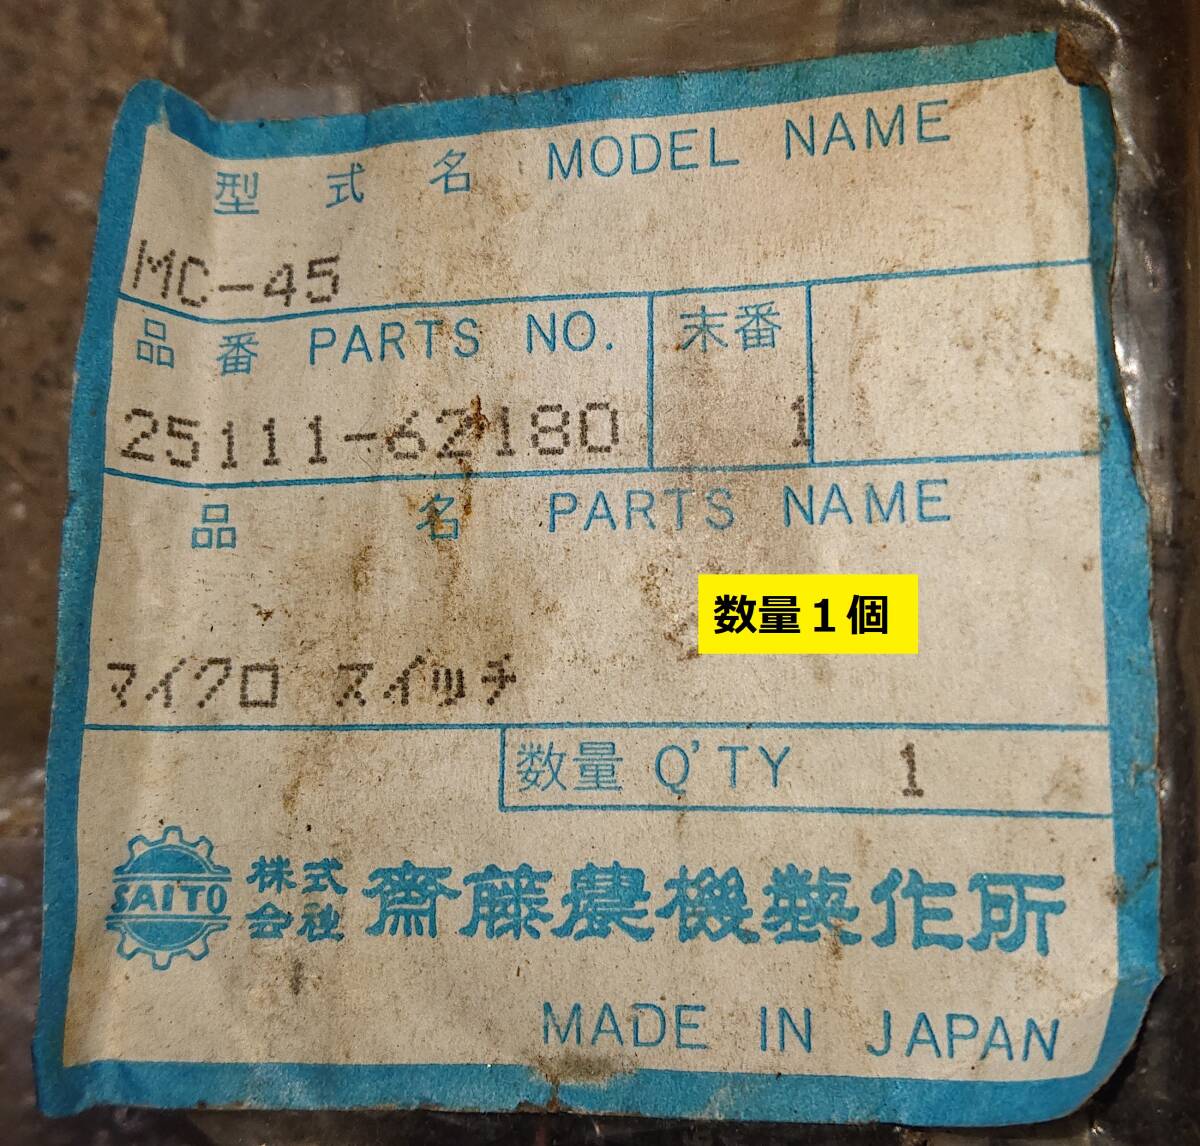 型式名 MODEL NAME
MC-45
品番 PARTS NO. 末番
25111-62180 1
品名 PARTS NAME
数量1個
マイクロ スイッチ
数量 Q'TY 1
SAITO 株式会社 齋藤農機製作所
MADE IN JAPAN